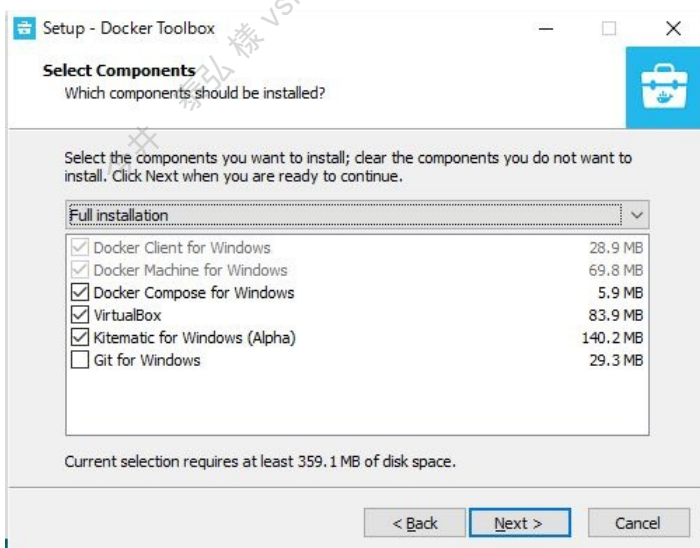 Setup - Docker Toolbox
Select Components
Which components should be installed?
Select the components you want to install; clear the components you do not want to
install. Click Next when you are ready to continue.
Full installation
Docker Client for Windows 28.9 MB
Docker Machine for Windows 69.8 MB
Docker Compose for Windows 5.9 MB
VirtualBox 83.9 MB
Kitematic for Windows (Alpha) 140.2 MB
Git for Windows 29.3 MB
Current selection requires at least 359.1 MB of disk space.
< Back Next > Cancel